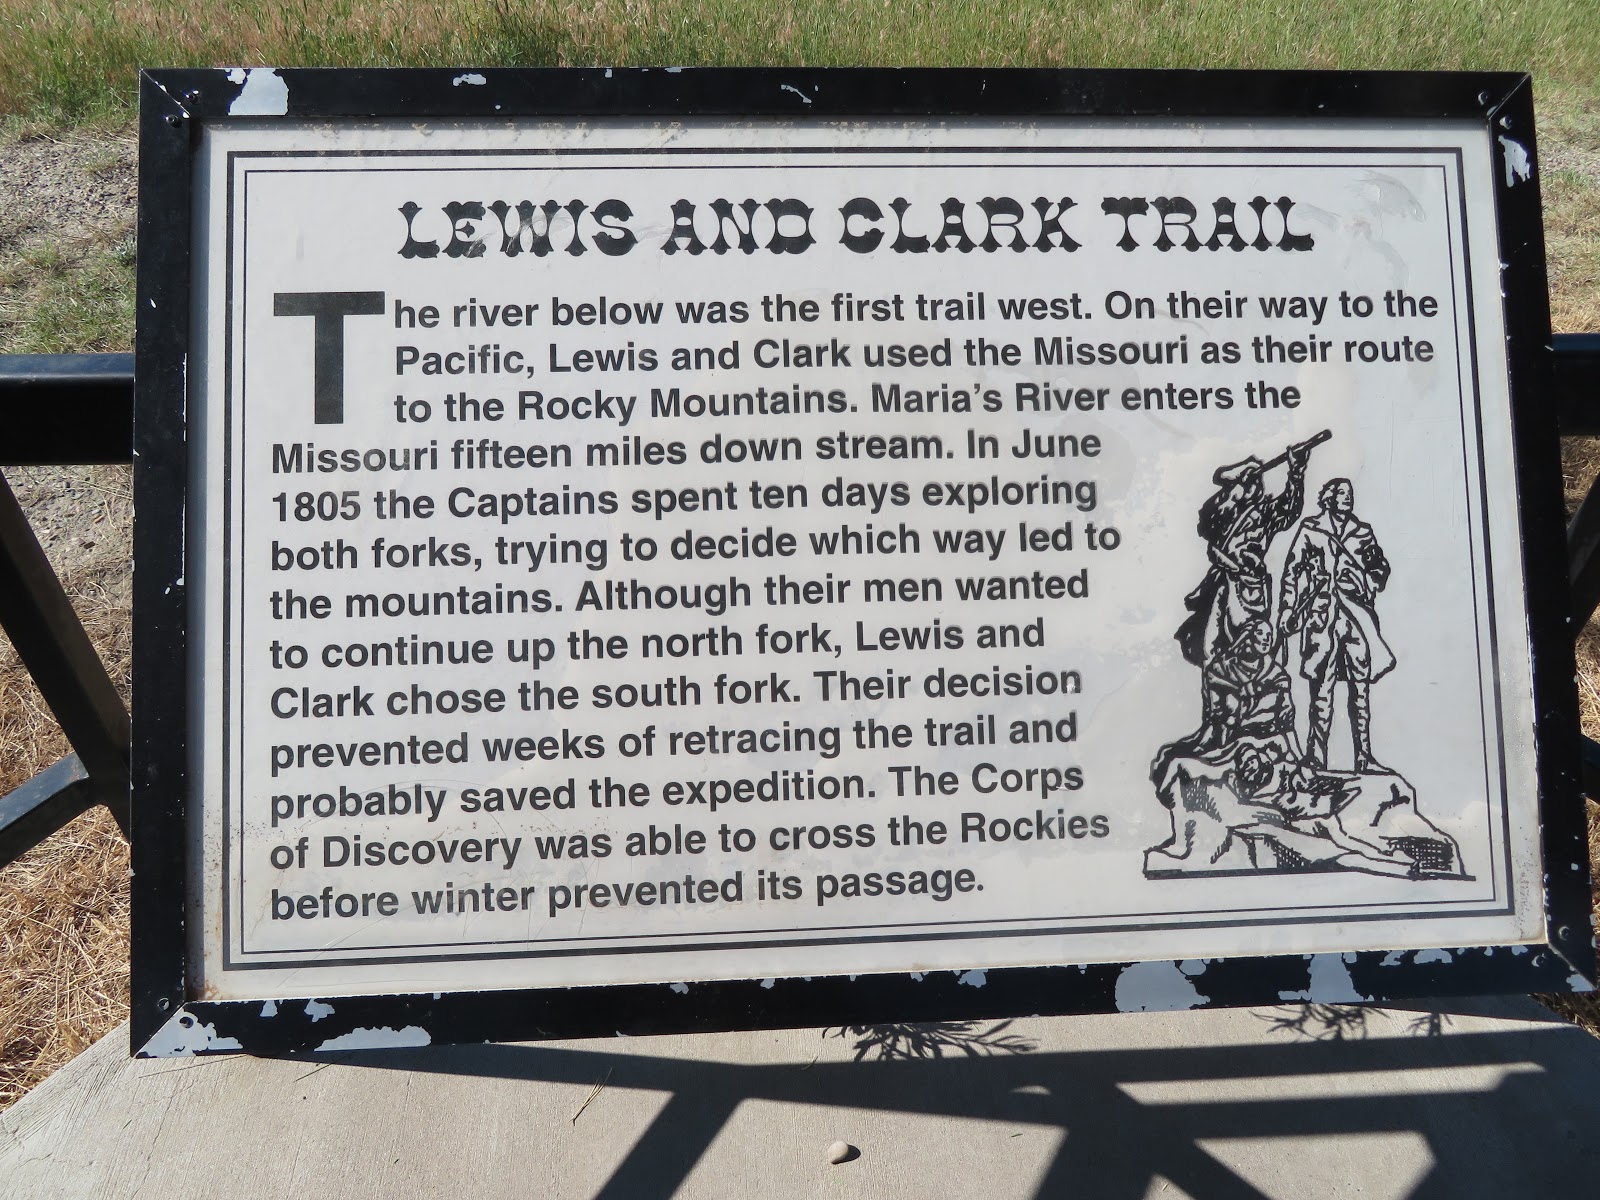 LEWIS AND CLARK TRAIL
The river below was the first trail west. On their way to the
Pacific, Lewis and Clark used the Missouri as their route
to the Rocky Mountains. Maria's River enters the
Missouri fifteen miles down stream. In June
1805 the Captains spent ten days exploring
both forks, trying to decide which way led to
the mountains. Although their men wanted
to continue up the north fork, Lewis and
Clark chose the south fork. Their decision
prevented weeks of retracing the trail and
probably saved the expedition. The Corps
of Discovery was able to cross the Rockies
before winter prevented its passage.